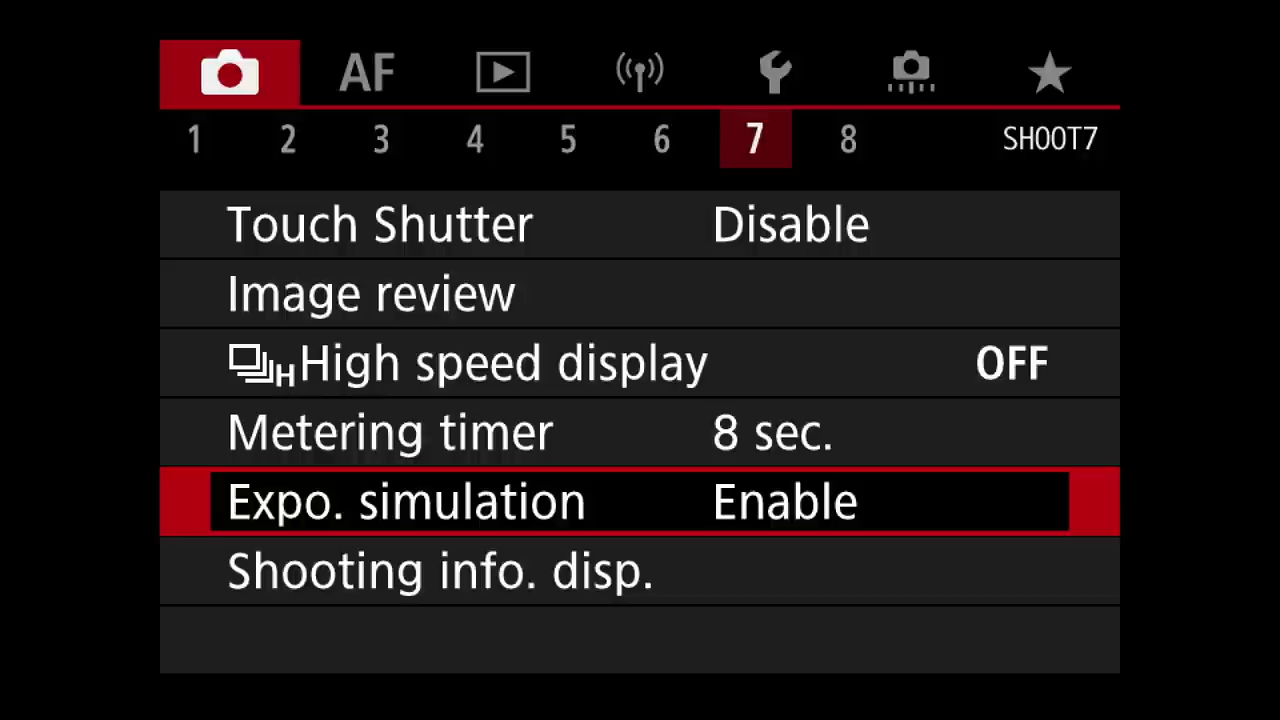 AF
1 2 3 4 5 6 7 8 SHOOT7
Touch Shutter Disable
Image review
H High speed display OFF
Metering timer 8 sec.
Expo. simulation Enable
Shooting info. disp.